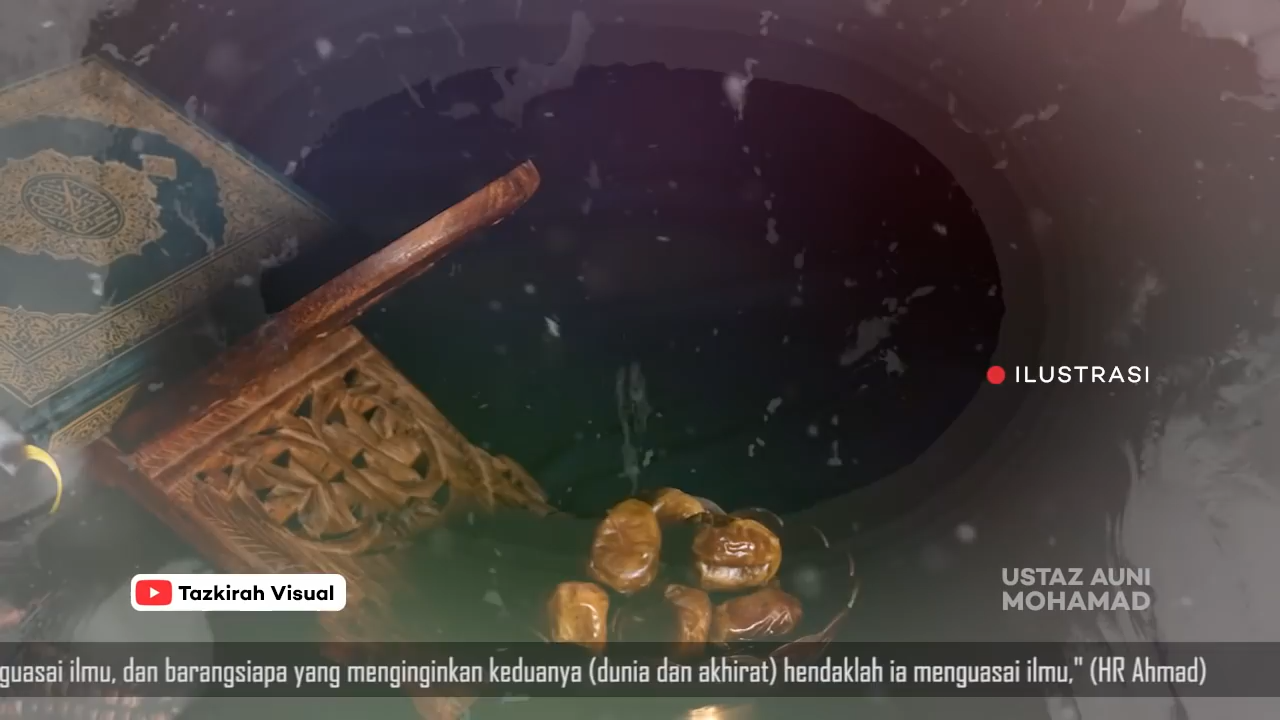 ILUSTRASI
Tazkirah Visual
USTAZ AUNI
MOHAMAD
guasai ilmu, dan barangsiapa yang menginginkan keduanya (dunia dan akhirat) hendaklah ia menguasai ilmu," (HR Ahmad)